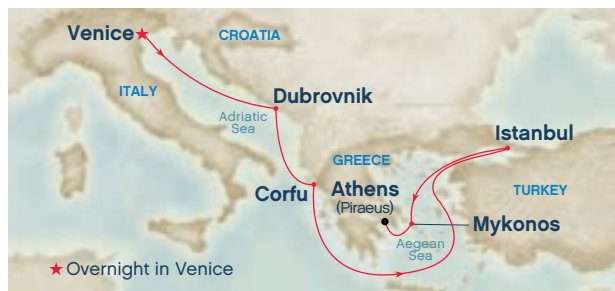 Venice
CROATIA
ITALY
Dubrovnik
Adriatic
Sea
Istanbul
GREECE
Corfu
Athens
(Piraeus)
TURKEY
Mykonos
Aegean
Sea
★ Overnight in Venice